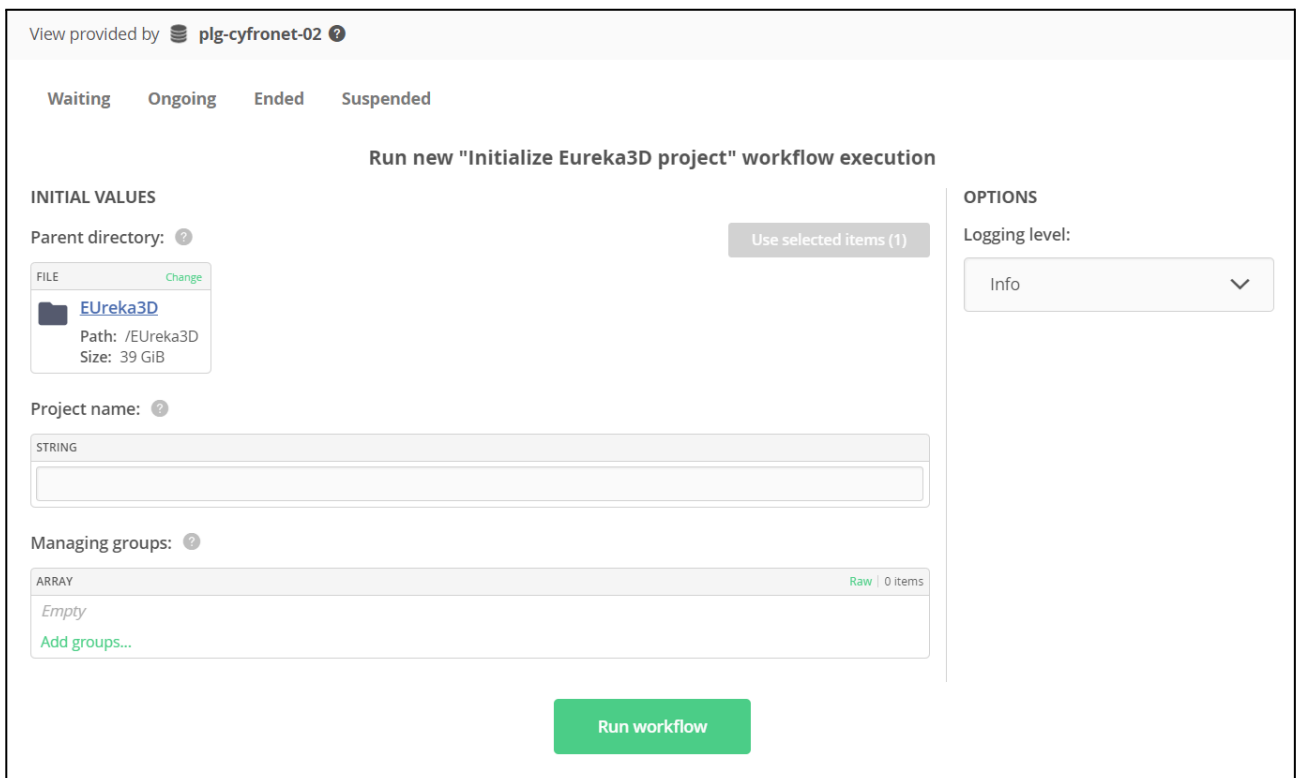 View provided by plg-cyfronet-02 ?
Waiting Ongoing Ended Suspended
Run new "Initialize Eureka3D project" workflow execution
INITIAL VALUES
Parent directory: ?
Use selected items (1)
FILE Change
EUreka3D
Path: /EUreka3D
Size: 39 GiB
Project name: ?
STRING
Managing groups: ?
ARRAY Raw | 0 items
Empty
Add groups...
OPTIONS
Logging level:
Info
Run workflow